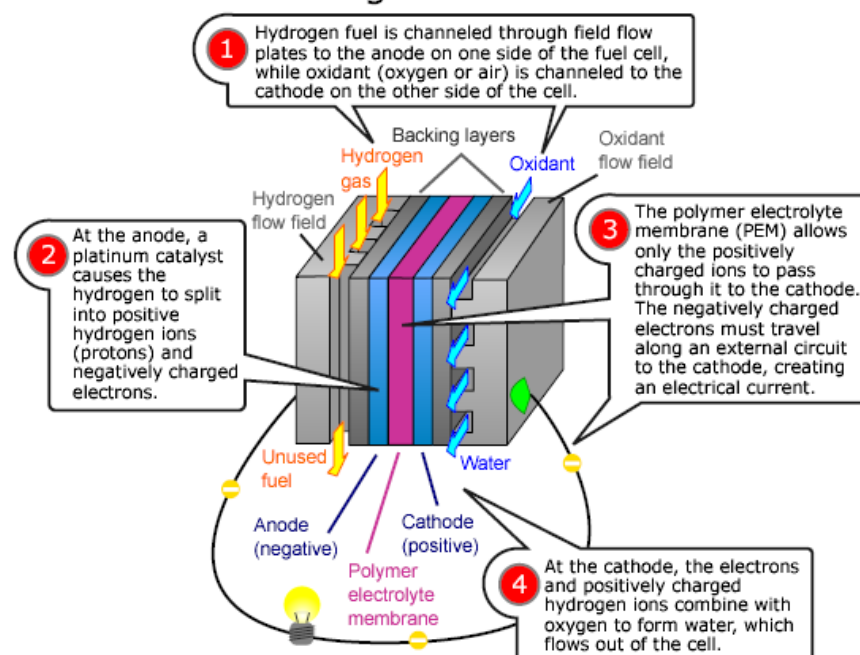 1
Hydrogen fuel is channeled through field flow
plates to the anode on one side of the fuel cell,
while oxidant (oxygen or air) is channeled to the
cathode on the other side of the cell.
Backing layers
Hydrogen
gas
Oxidant
Oxidant
flow field
Hydrogen
flow field
2
At the anode, a
platinum catalyst
causes the
hydrogen to split
into positive
hydrogen ions
(protons) and
negatively charged
electrons.
3
The polymer electrolyte
membrane (PEM) allows
only the positively
charged ions to pass
through it to the cathode.
The negatively charged
electrons must travel
along an external circuit
to the cathode, creating
an electrical current.
Unused
fuel
Water
Anode
(negative)
Cathode
(positive)
Polymer
electrolyte
membrane
4
At the cathode, the electrons
and positively charged
hydrogen ions combine with
oxygen to form water, which
flows out of the cell.